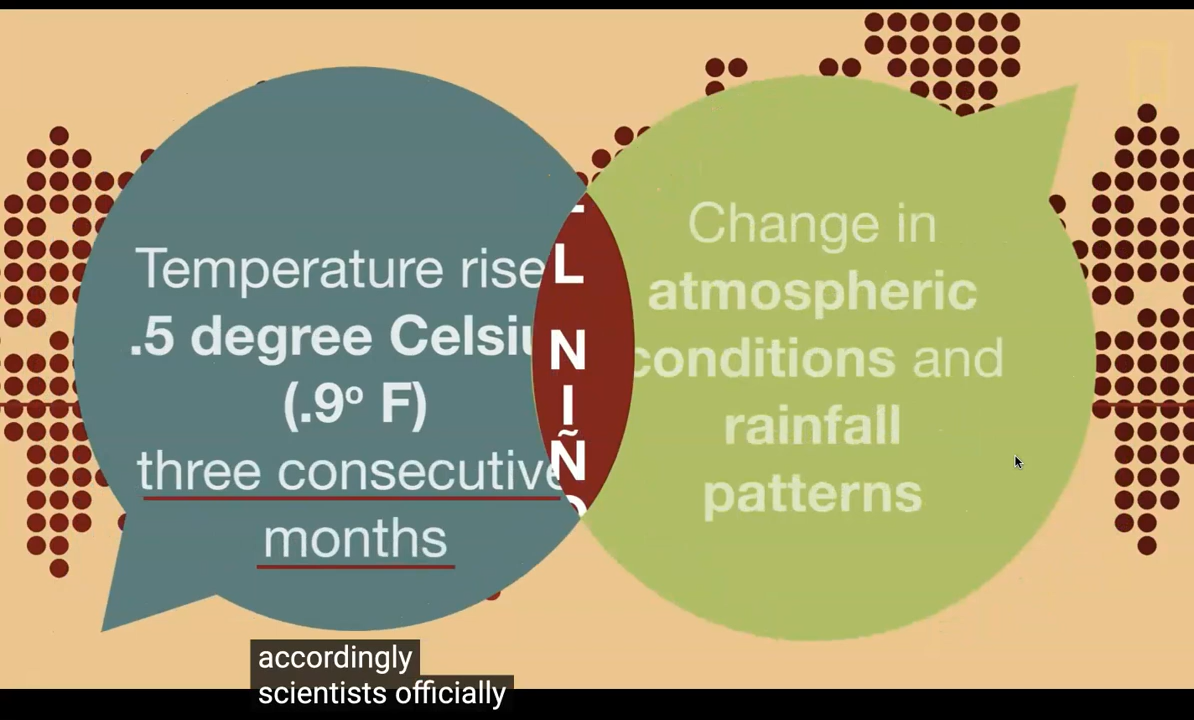 Temperature rise
.5 degree Celsiu
(.9º F)
three consecutive
months
L
N
I
Ñ
Change in
atmospheric
conditions and
rainfall
patterns
accordingly
scientists officially